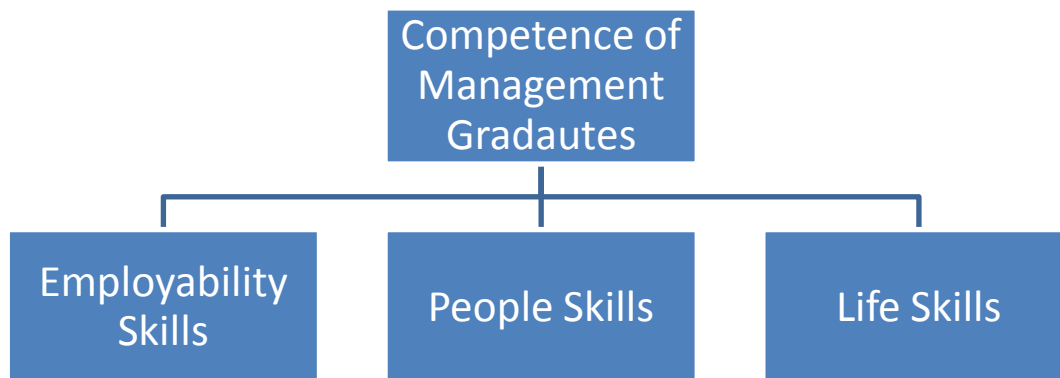 Competence of
Management
Gradautes
Employability
Skills
People Skills
Life Skills